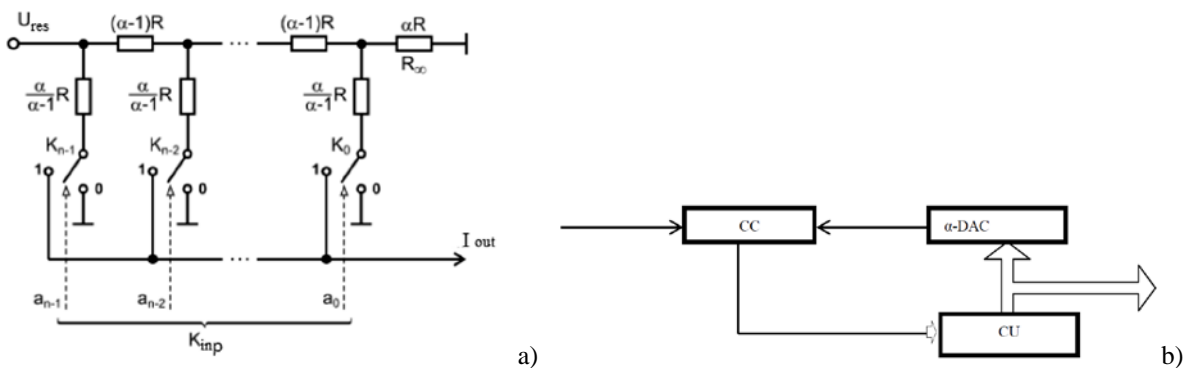 U_res (α-1)R ... (α-1)R αR
R_∞
α/α-1 R α/α-1 R α/α-1 R
K_n-1 K_n-2 K_0
1 0 1 0 1 0
...
I out
a_n-1 a_n-2 a_0
K_inp
a)
CC
α-DAC
CU
b)